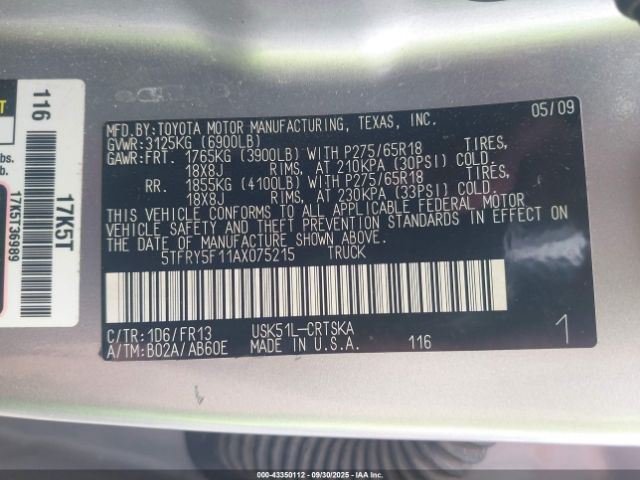 T
116
lbs.
17K5T
17K5T36989
MFD.BY:TOYOTA MOTOR MANUFACTURING, TEXAS, INC. 05/09
GVWR:3125KG (6900LB)
GAWR:FRT. 1765KG (3900LB) WITH P275/65R18 TIRES,
18X8J RIMS, AT 210KPA (30PSI) COLD.
RR. 1855KG (4100LB) WITH P275/65R18 TIRES,
18X8J RIMS, AT 230KPA (33PSI) COLD.
THIS VEHICLE CONFORMS TO ALL APPLICABLE FEDERAL MOTOR
VEHICLE SAFETY AND THEFT PREVENTION STANDARDS IN EFFECT
ON THE DATE OF MANUFACTURE SHOWN ABOVE.
5TFRY5F11AX075215 TRUCK
C/TR:1D6/FR13 USK51L-CRTSKA
A/TM:B02A/AB60E MADE IN U.S.A. 116 1
000-43350112 - 09/30/2025 - IAAI